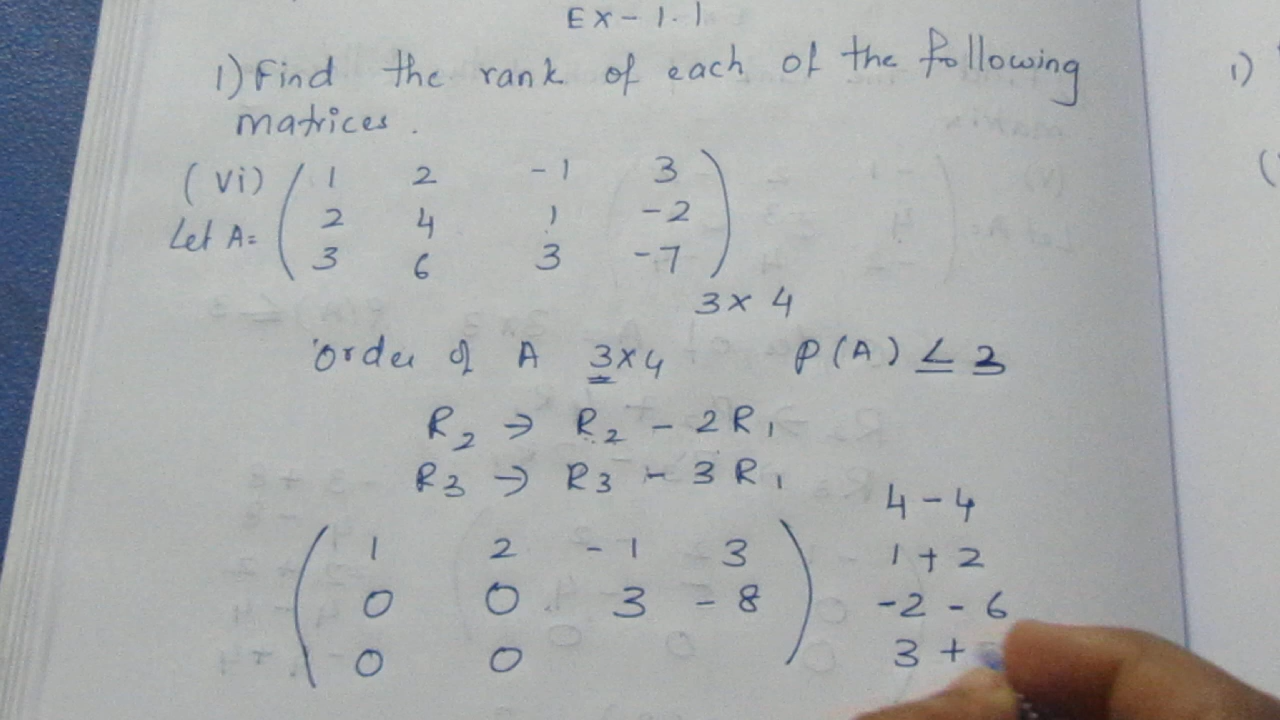 EX - 1.1
1) Find the rank of each of the following
matrices.
(vi)
Let A =
1 2 -1 3
2 4 1 -2
3 6 3 -7
3 x 4
Order of A 3x4 P(A) ≤ 3
R2 → R2 - 2R1
R3 → R3 - 3R1
1 2 -1 3
0 0 3 -8
0 0
4 - 4
1 + 2
-2 - 6
3 +
1)
(